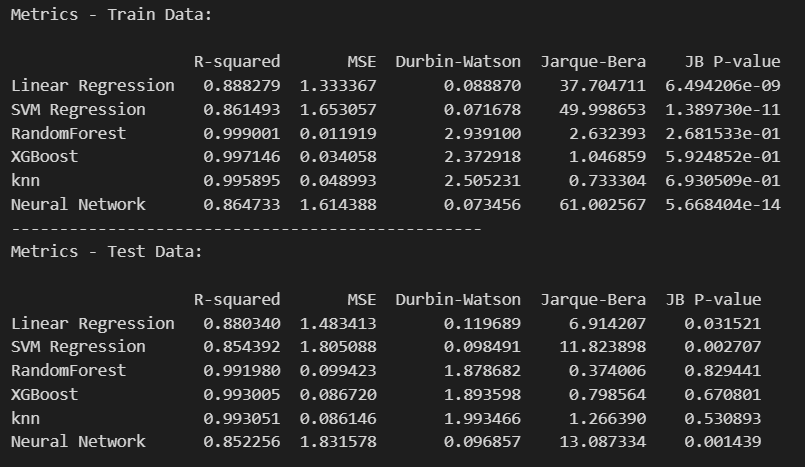 Metrics - Train Data:
R-squared MSE Durbin-Watson Jarque-Bera JB P-value
Linear Regression 0.888279 1.333367 0.088870 37.704711 6.494206e-09
SVM Regression 0.861493 1.653057 0.071678 49.998653 1.389730e-11
RandomForest 0.999001 0.011919 2.939100 2.632393 2.681533e-01
XGBoost 0.997146 0.034058 2.372918 1.046859 5.924852e-01
knn 0.995895 0.048993 2.505231 0.733304 6.930509e-01
Neural Network 0.864733 1.614388 0.073456 61.002567 5.668404e-14
-------------------------------------------------
Metrics - Test Data:
R-squared MSE Durbin-Watson Jarque-Bera JB P-value
Linear Regression 0.880340 1.483413 0.119689 6.914207 0.031521
SVM Regression 0.854392 1.805088 0.098491 11.823898 0.002707
RandomForest 0.991980 0.099423 1.878682 0.374006 0.829441
XGBoost 0.993005 0.086720 1.893598 0.798564 0.670801
knn 0.993051 0.086146 1.993466 1.266390 0.530893
Neural Network 0.852256 1.831578 0.096857 13.087334 0.001439